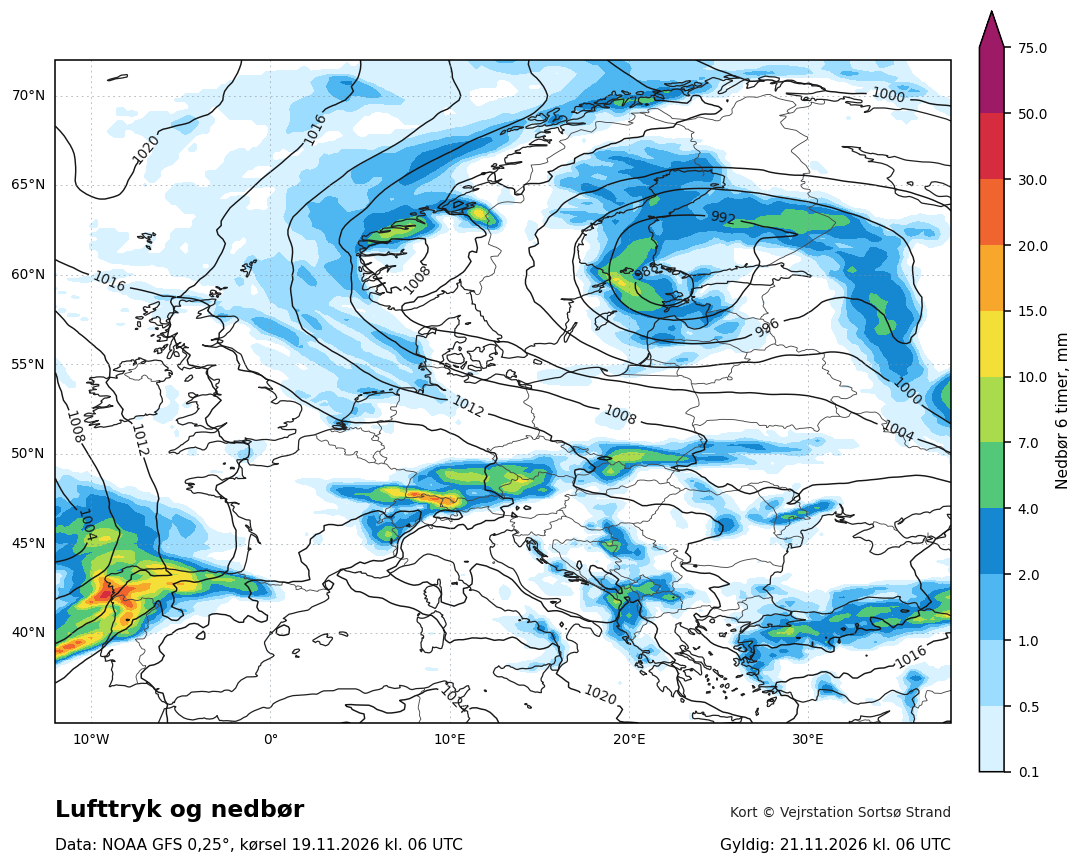 75.0
50.0
30.0
20.0
15.0
10.0
7.0
4.0
2.0
1.0
0.5
0.1
Nedbør 6 timer, mm
70°N
65°N
60°N
55°N
50°N
45°N
40°N
10°W
0°
10°E
20°E
30°E
1020
1016
1000
992
988
1016
1008
996
1000
1012
1008
1004
1008
1012
1004
1016
1020
1024
Lufttryk og nedbør
Kort © Vejrstation Sortsø Strand
Data: NOAA GFS 0,25°, kørsel 19.11.2026 kl. 06 UTC
Gyldig: 21.11.2026 kl. 06 UTC